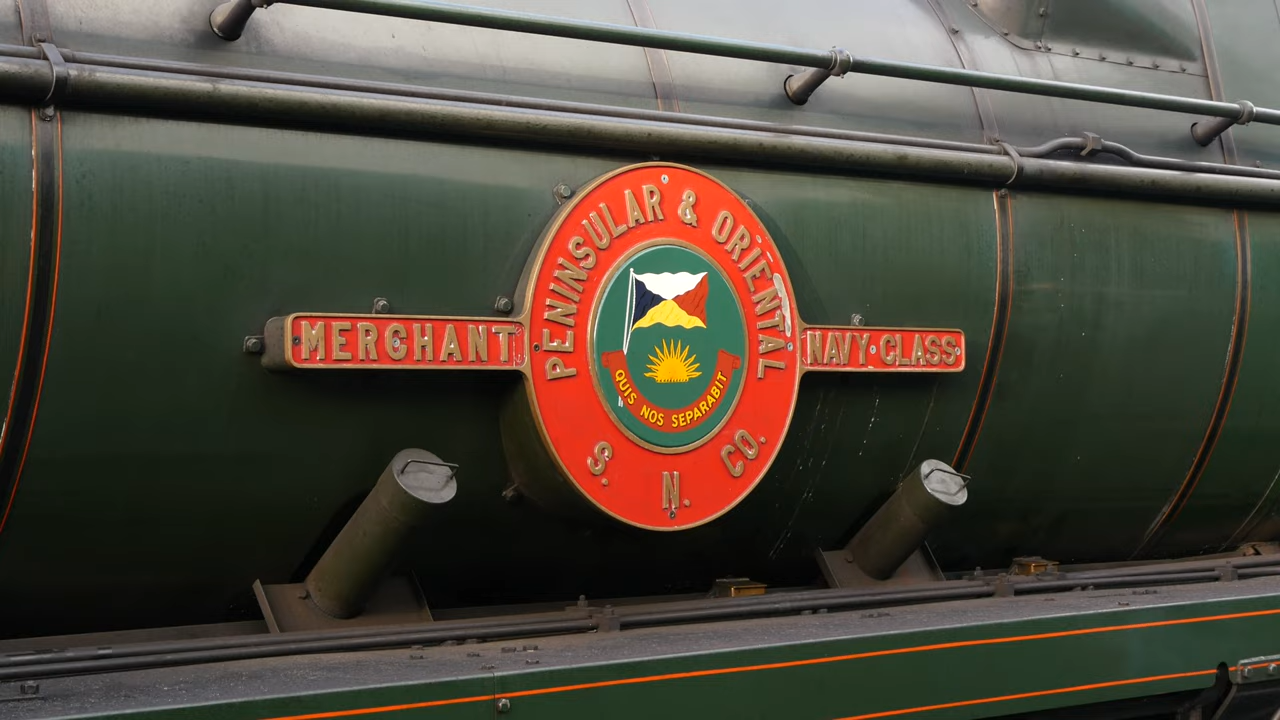 PENINSULAR & ORIENTAL
MERCHANT
NAVY·CLASS
QUIS NOS SEPARABIT
S. N. CO.